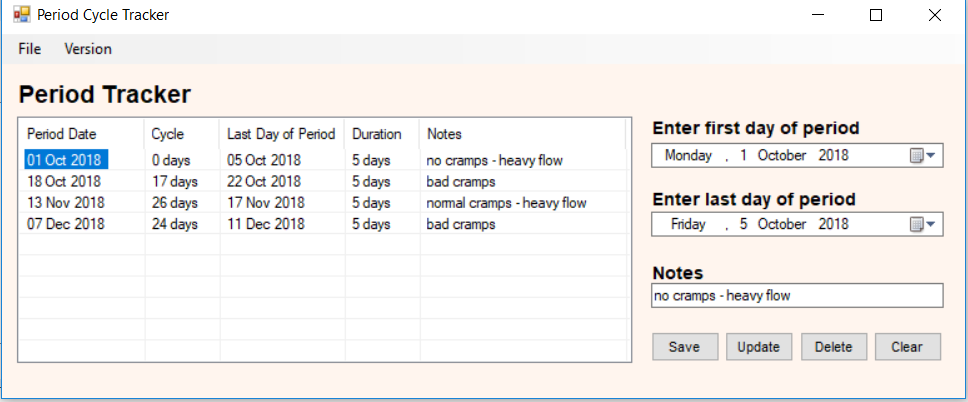 Period Cycle Tracker
File Version
Period Tracker
Period Date Cycle Last Day of Period Duration Notes
01 Oct 2018 0 days 05 Oct 2018 5 days no cramps - heavy flow
18 Oct 2018 17 days 22 Oct 2018 5 days bad cramps
13 Nov 2018 26 days 17 Nov 2018 5 days normal cramps - heavy flow
07 Dec 2018 24 days 11 Dec 2018 5 days bad cramps
Enter first day of period
Monday , 1 October 2018
Enter last day of period
Friday , 5 October 2018
Notes
no cramps - heavy flow
Save Update Delete Clear